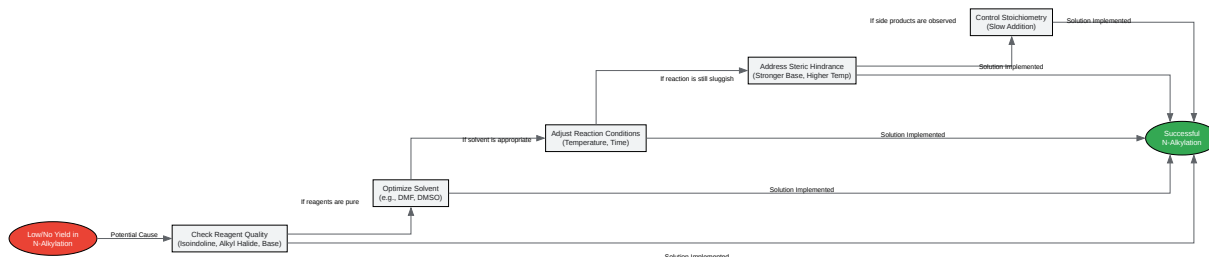 If side products are observed
Control Stoichiometry
(Slow Addition)
Solution Implemented
If reaction is still sluggish
Address Steric Hindrance
(Stronger Base, Higher Temp)
Solution Implemented
If solvent is appropriate
Adjust Reaction Conditions
(Temperature, Time)
Solution Implemented
Successful
N-Alkylation
If reagents are pure
Optimize Solvent
(e.g., DMF, DMSO)
Solution Implemented
Low/No Yield in
N-Alkylation
Potential Cause
Check Reagent Quality
(Isoindoline, Alkyl Halide, Base)
Solution Implemented